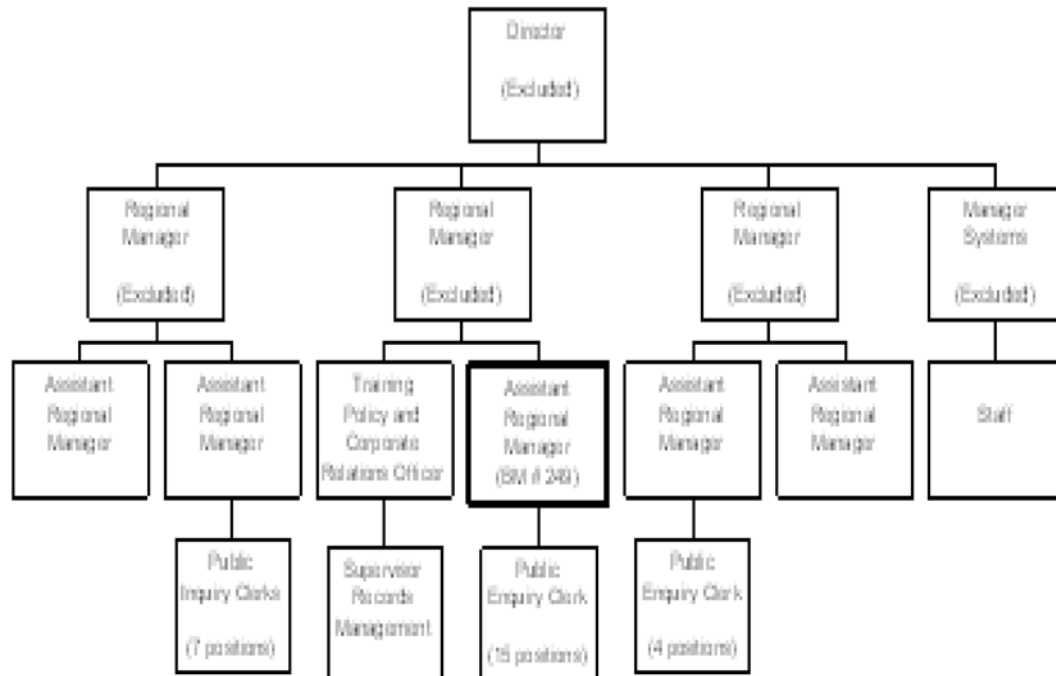 Director
(Excluded)
Regional
Manager
(Excluded)
Regional
Manager
(Excluded)
Regional
Manager
(Excluded)
Manager
Systems
(Excluded)
Assistant
Regional
Manager
Assistant
Regional
Manager
Training
Policy and
Corporate
Relations Officer
Assistant
Regional
Manager
(BM # 249)
Assistant
Regional
Manager
Assistant
Regional
Manager
Staff
Public
Inquiry Clerks
(7 positions)
Supervisor
Records
Management
Public
Enquiry Clerk
(15 positions)
Public
Enquiry Clerk
(4 positions)